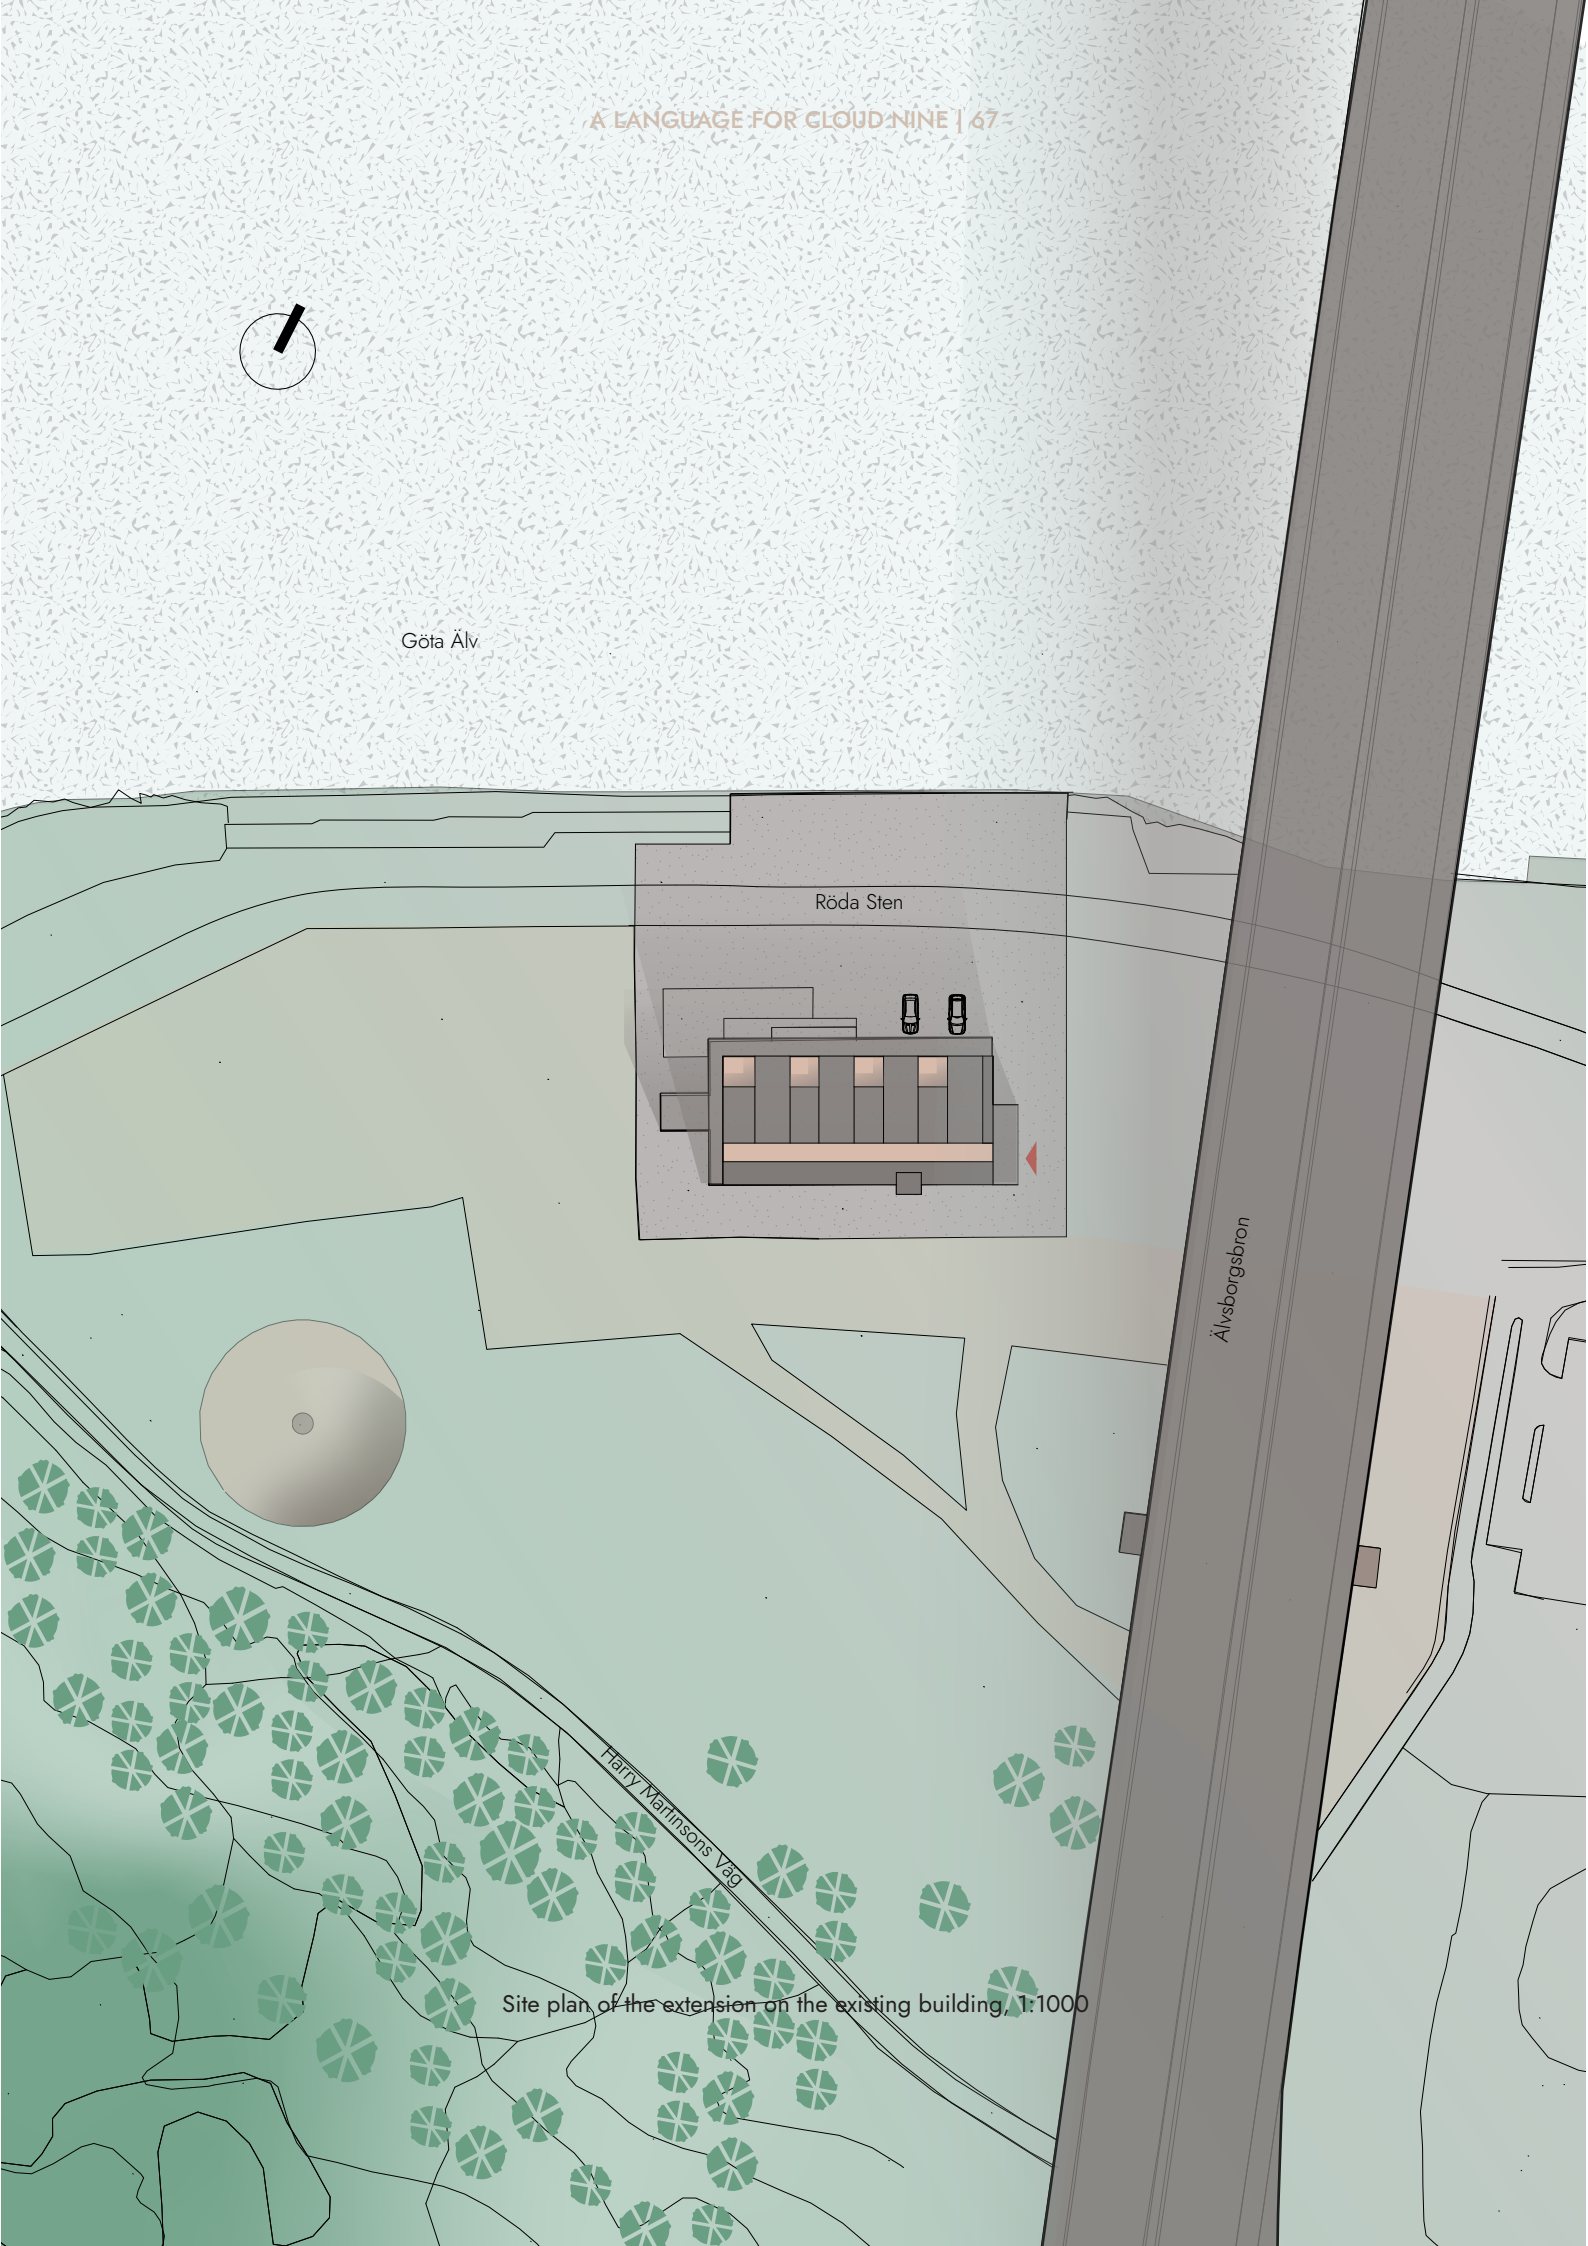 A LANGUAGE FOR CLOUD NINE | 67
Göta Älv
Röda Sten
Älvsborgsbron
Harry Martinsons Väg
Site plan of the extension on the existing building, 1:1000